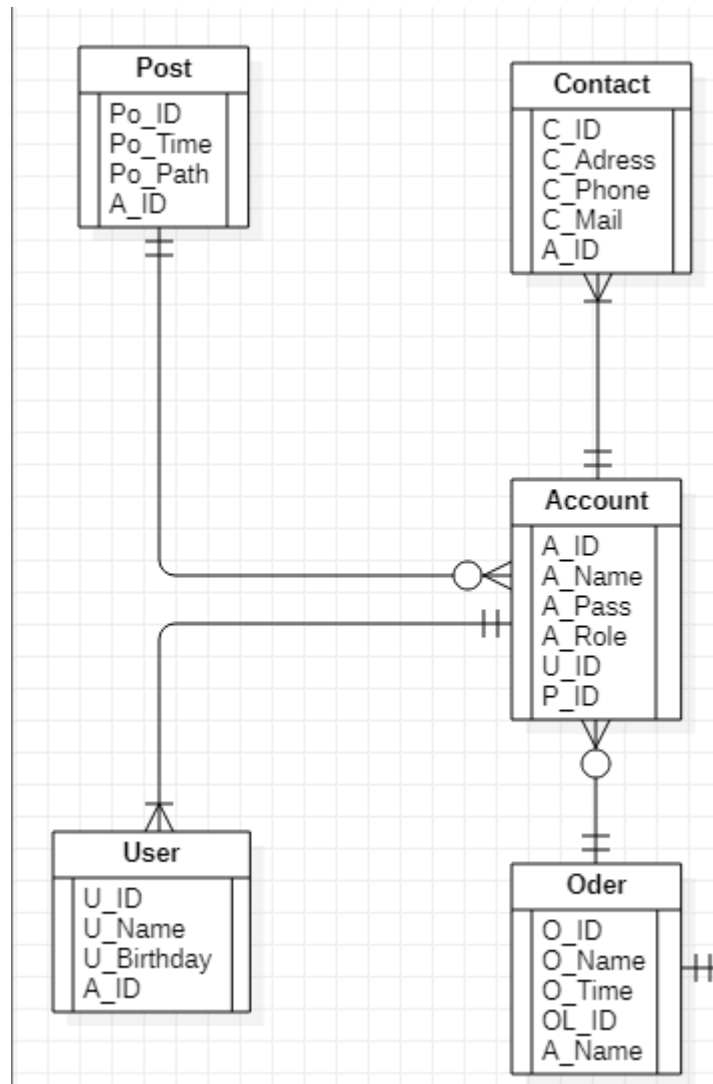 Post
Po_ID
Po_Time
Po_Path
A_ID
Contact
C_ID
C_Adress
C_Phone
C_Mail
A_ID
Account
A_ID
A_Name
A_Pass
A_Role
U_ID
P_ID
User
U_ID
U_Name
U_Birthday
A_ID
Oder
O_ID
O_Name
O_Time
OL_ID
A_Name